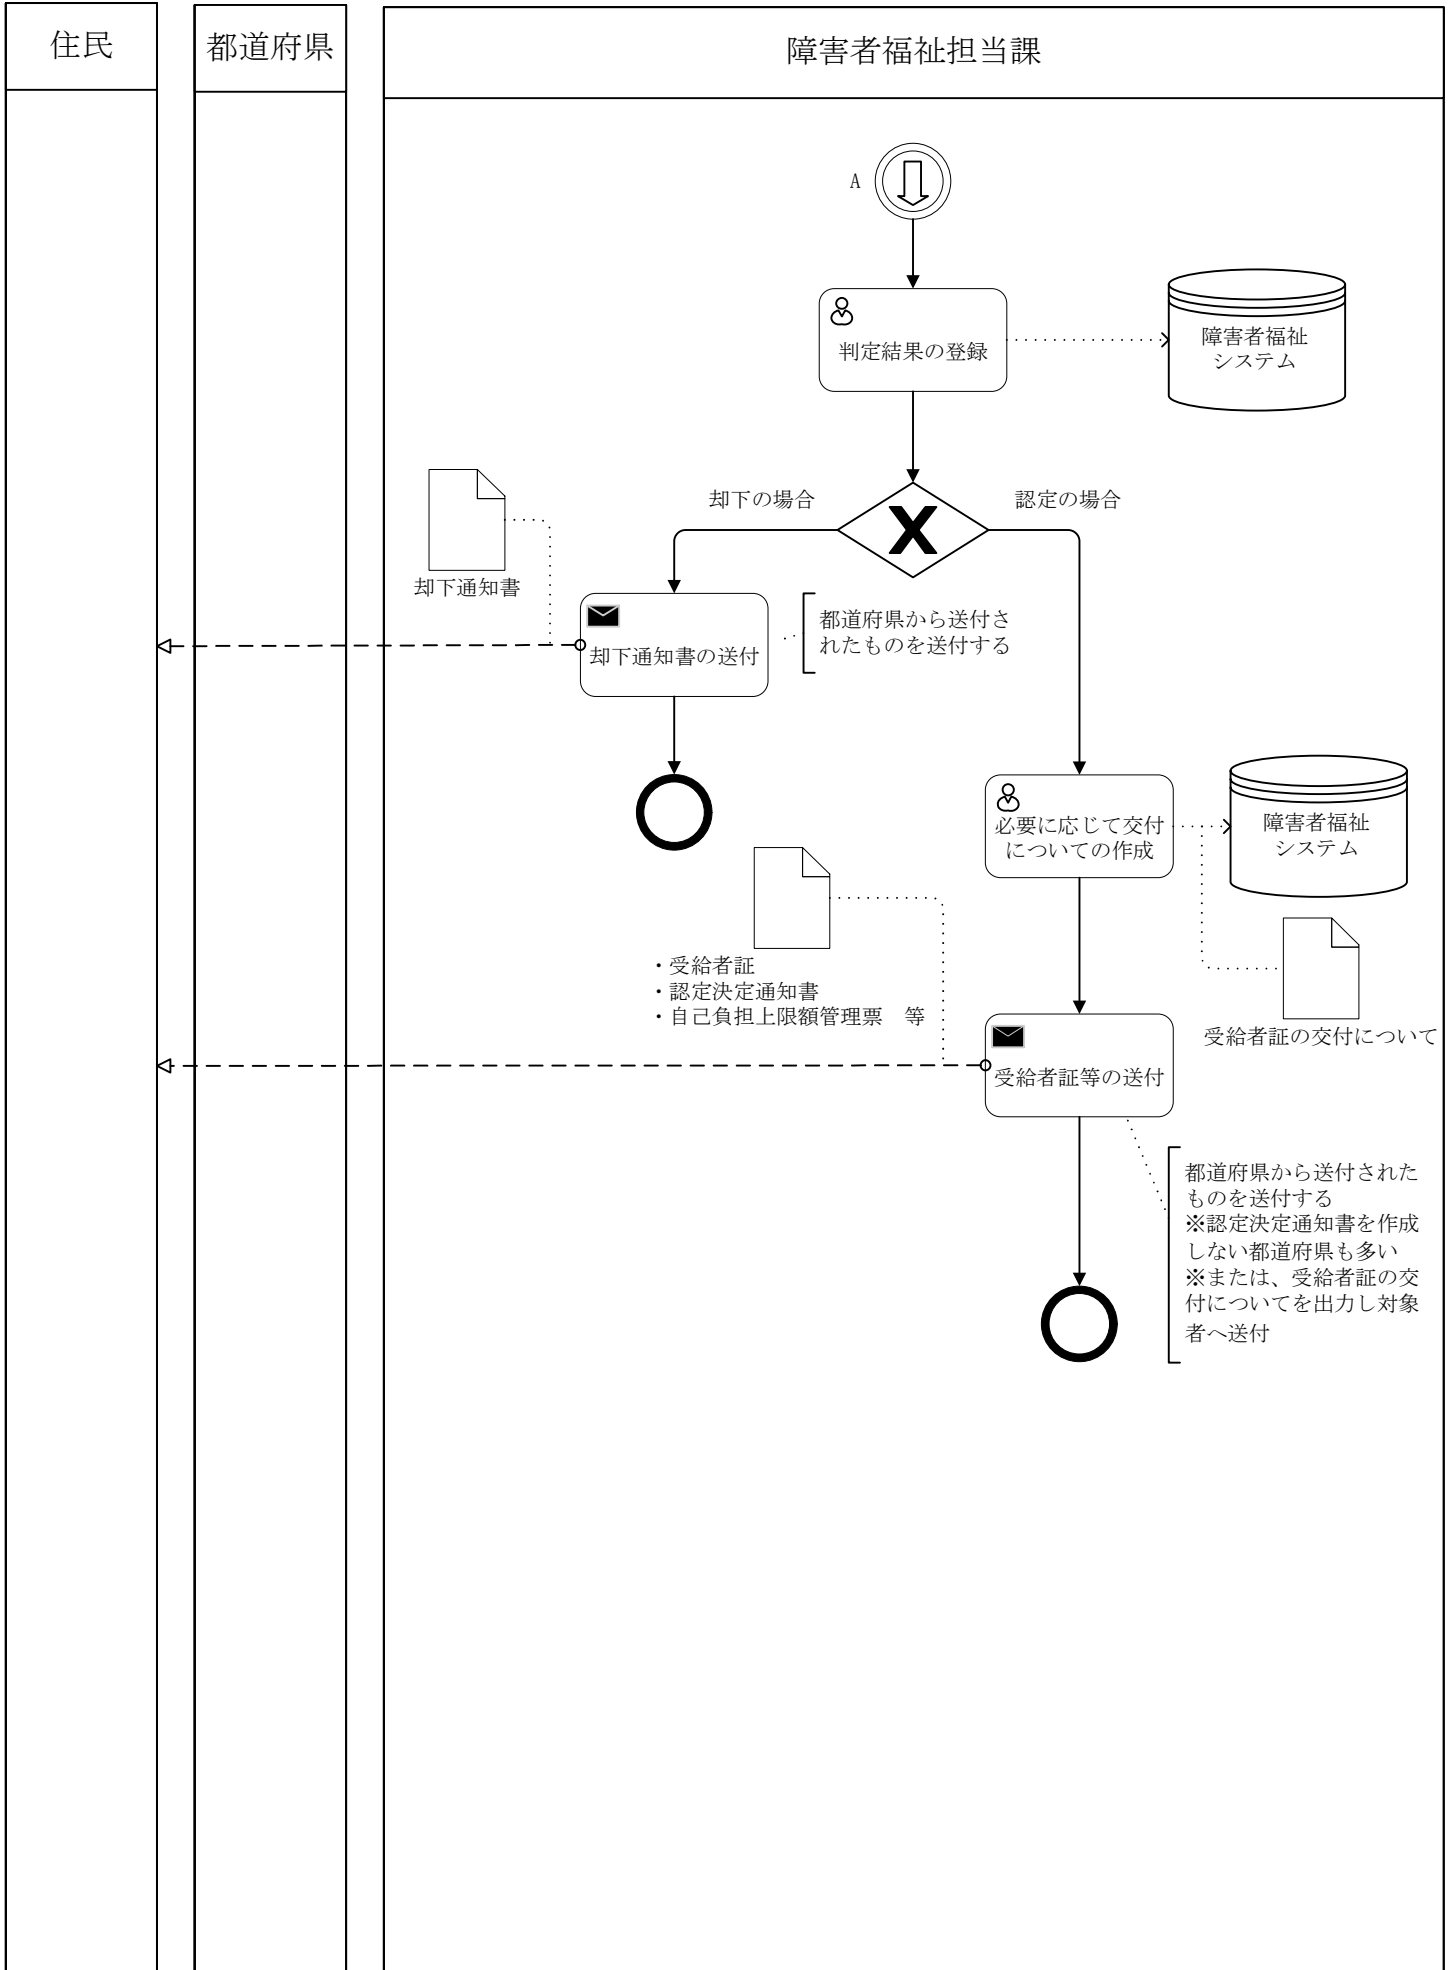 住民
都道府県
障害者福祉担当課
A
判定結果の登録
障害者福祉
システム
却下の場合
認定の場合
却下通知書
却下通知書の送付
都道府県から送付さ
れたものを送付する
必要に応じて交付
についての作成
障害者福祉
システム
・受給者証
・認定決定通知書
・自己負担上限額管理票　等
受給者証の交付について
受給者証等の送付
都道府県から送付された
ものを送付する
※認定決定通知書を作成
しない都道府県も多い
※または、受給者証の交
付についてを出力し対象
者へ送付